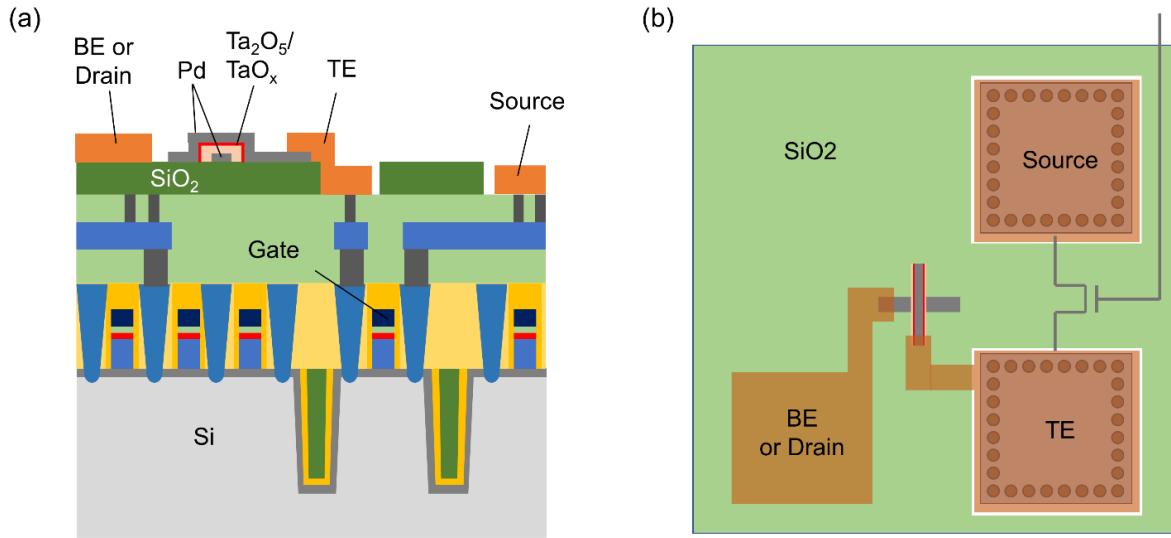 (a)
BE or
Drain
Pd
Ta₂O₅/
TaOₓ
TE
Source
SiO₂
Gate
Si
(b)
SiO2
Source
BE
or Drain
TE